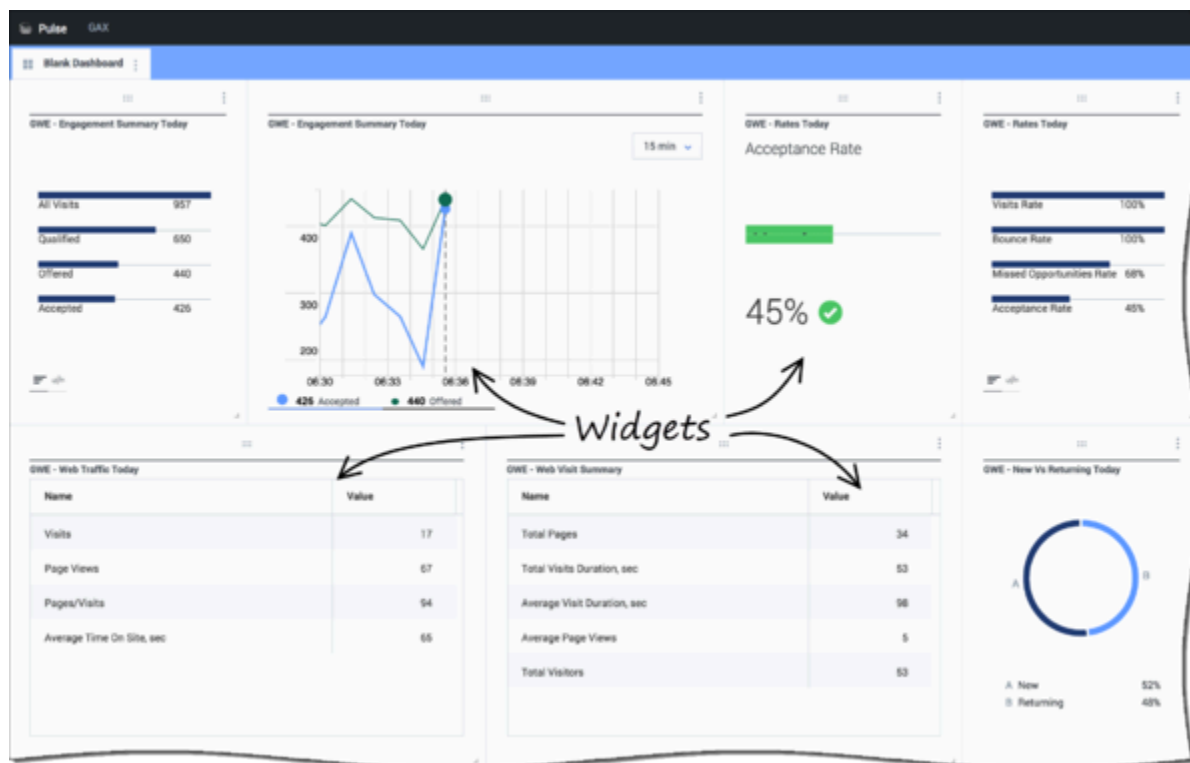 Pulse GAX
Blank Dashboard
GWE - Engagement Summary Today
All Visits 957
Qualified 650
Offered 440
Accepted 426
GWE - Engagement Summary Today
15 min
400
300
200
06:30 06:33 06:36 06:39 06:42 06:45
426 Accepted 440 Offered
GWE - Rates Today
Acceptance Rate
45%
GWE - Rates Today
Visits Rate 100%
Bounce Rate 100%
Missed Opportunities Rate 68%
Acceptance Rate 45%
Widgets
GWE - Web Traffic Today
Name Value
Visits 17
Page Views 67
Pages/Visits 94
Average Time On Site, sec 65
GWE - Web Visit Summary
Name Value
Total Pages 34
Total Visits Duration, sec 53
Average Visit Duration, sec 98
Average Page Views 5
Total Visitors 53
GWE - New Vs Returning Today
A B
A New 52%
B Returning 48%